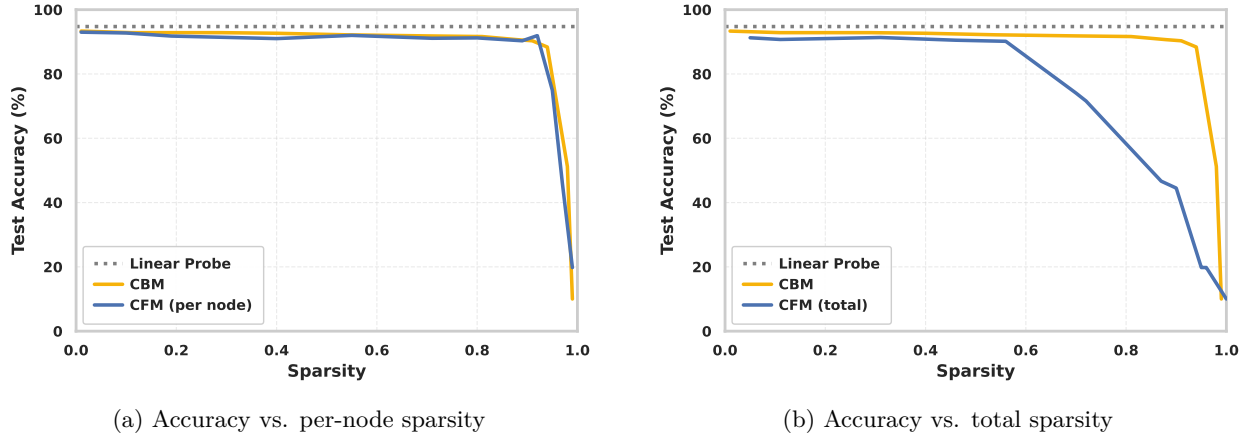 100
80
60
40
20
0
Test Accuracy (%)
Linear Probe
CBM
CFM (per node)
0.0 0.2 0.4 0.6 0.8 1.0
Sparsity
(a) Accuracy vs. per-node sparsity
100
80
60
40
20
0
Test Accuracy (%)
Linear Probe
CBM
CFM (total)
0.0 0.2 0.4 0.6 0.8 1.0
Sparsity
(b) Accuracy vs. total sparsity